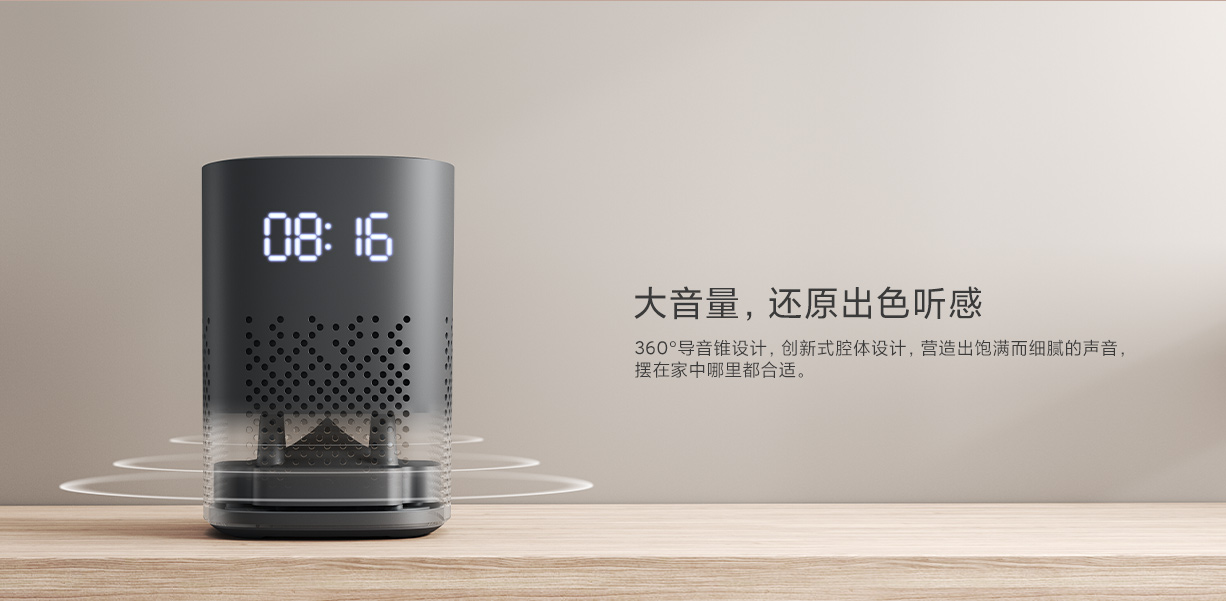 08:16
大音量，还原出色听感
360°导音锥设计，创新式腔体设计，营造出饱满而细腻的声音，
摆在家中哪里都合适。